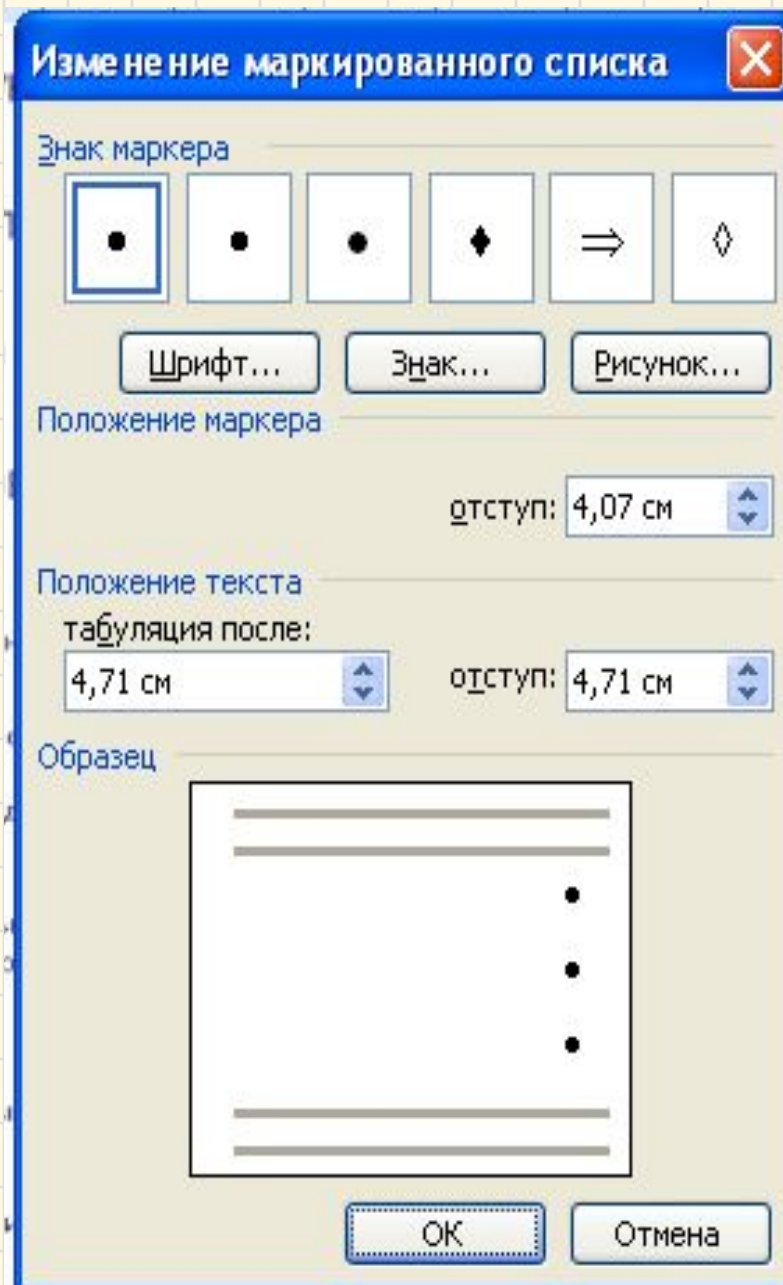 Изменение маркированного списка
Знак маркера
Шрифт... Знак... Рисунок...
Положение маркера
отступ: 4,07 см
Положение текста
табуляция после:
4,71 см отступ: 4,71 см
Образец
ОК Отмена